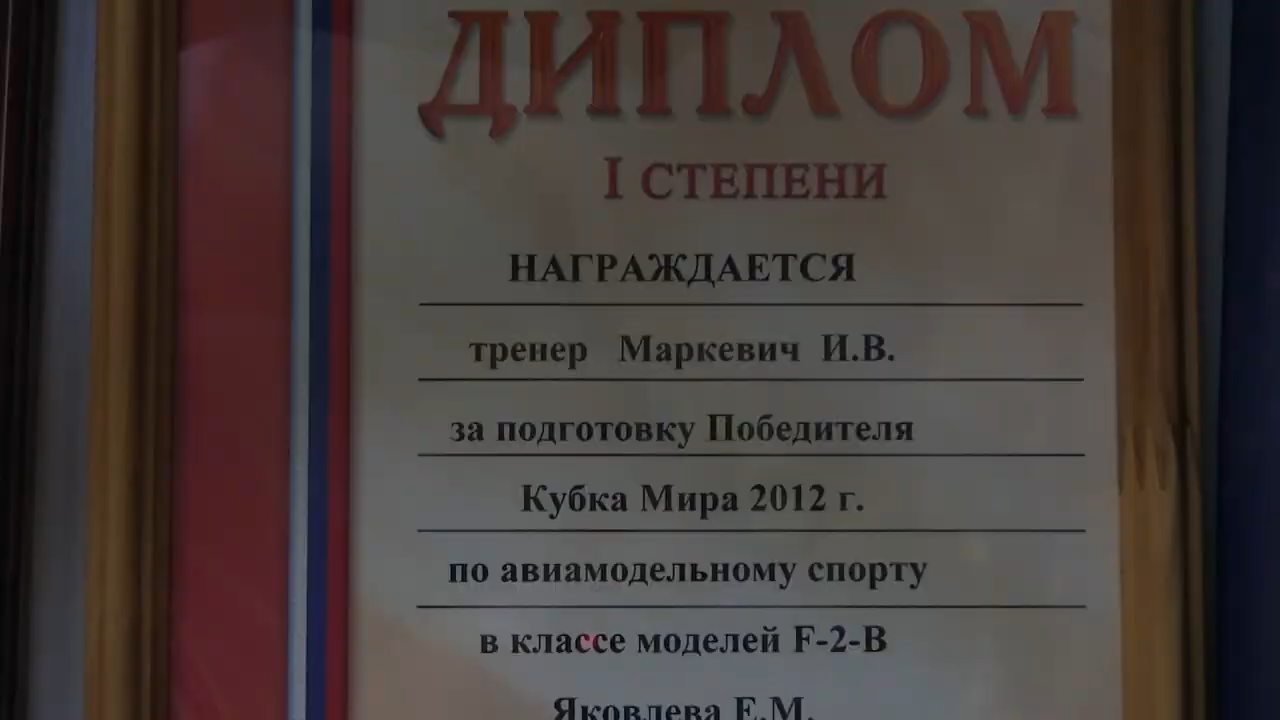 ДИПЛОМ
I СТЕПЕНИ
НАГРАЖДАЕТСЯ
тренер Маркевич И.В.
за подготовку Победителя
Кубка Мира 2012 г.
по авиамодельному спорту
в классе моделей F-2-B
Яковлева Е.М.